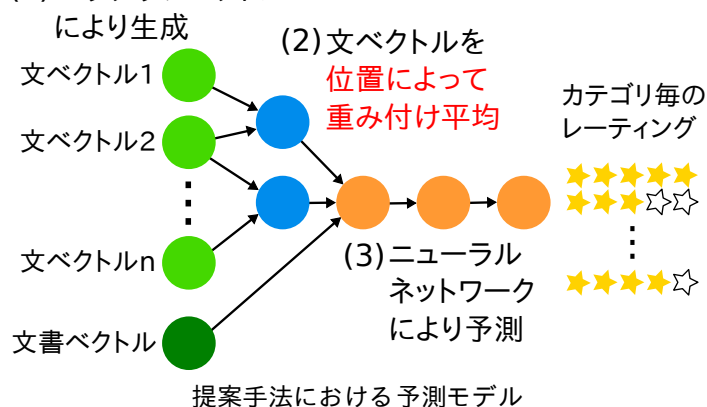 により生成
文ベクトル1
(2)文ベクトルを
位置によって
重み付け平均
カテゴリ毎の
レーティング
文ベクトル2
文ベクトルn
(3)ニューラル
ネットワーク
により予測
文書ベクトル
提案手法における予測モデル